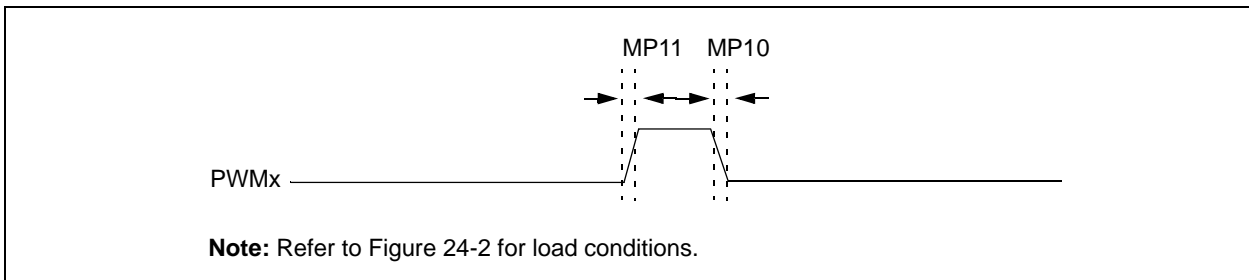 MP11 MP10
PWMx
Note: Refer to Figure 24-2 for load conditions.